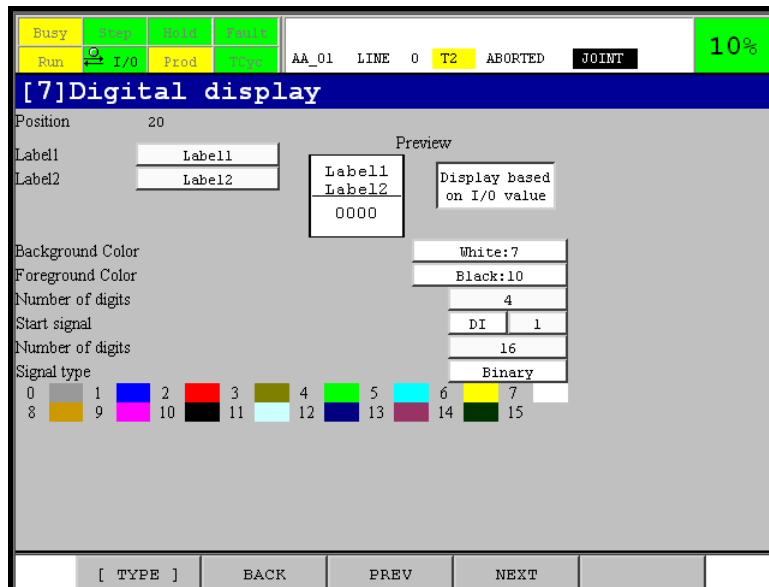 Busy Step Hold Fault
Run I/O Prod TCyc
AA_01 LINE 0 T2 ABORTED JOINT
10%
[7]Digital display
Position 20
Preview
Label1 Label1
Label2 Label2
Label1
Label2
0000
Display based
on I/O value
Background Color White:7
Foreground Color Black:10
Number of digits 4
Start signal DI 1
Number of digits 16
Signal type Binary
0 1 2 3 4 5 6 7
8 9 10 11 12 13 14 15
[ TYPE ] BACK PREV NEXT